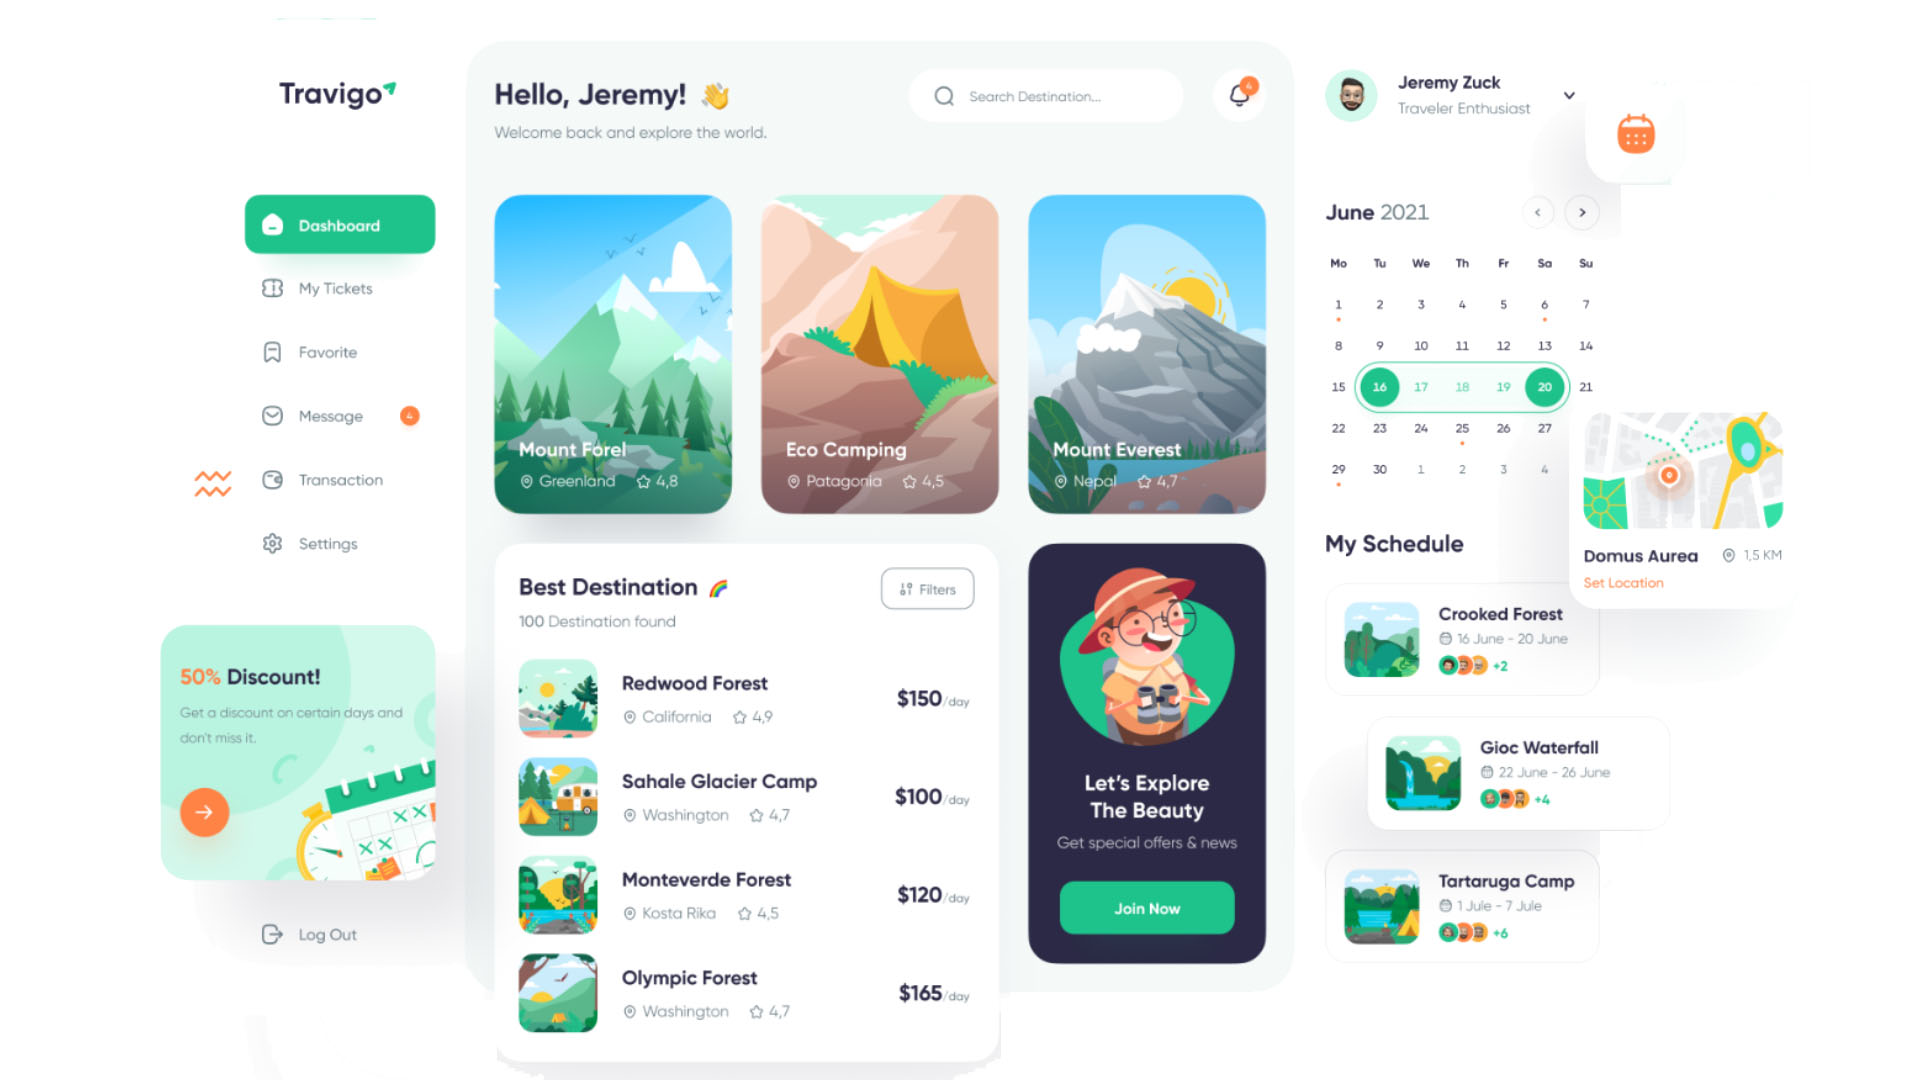 Travigo
Dashboard
My Tickets
Favorite
Message
4
Transaction
Settings
50% Discount!
Get a discount on certain days and
don't miss it.
Log Out
Hello, Jeremy! 👋
Welcome back and explore the world.
Search Destination...
4
Mount Forel
Greenland 4,8
Eco Camping
Patagonia 4,5
Mount Everest
Nepal 4,7
Best Destination 🌈
100 Destination found
Filters
Redwood Forest
California 4,9
$150/day
Sahale Glacier Camp
Washington 4,7
$100/day
Monteverde Forest
Kosta Rika 4,5
$120/day
Olympic Forest
Washington 4,7
$165/day
Let's Explore
The Beauty
Get special offers & news
Join Now
Jeremy Zuck
Traveler Enthusiast
June 2021
Mo Tu We Th Fr Sa Su
1 2 3 4 5 6 7
8 9 10 11 12 13 14
15 16 17 18 19 20 21
22 23 24 25 26 27
29 30 1 2 3 4
Domus Aurea 1,5 KM
Set Location
My Schedule
Crooked Forest
16 June - 20 June
+2
Gioc Waterfall
22 June - 26 June
+4
Tartaruga Camp
1 Jule - 7 Jule
+6